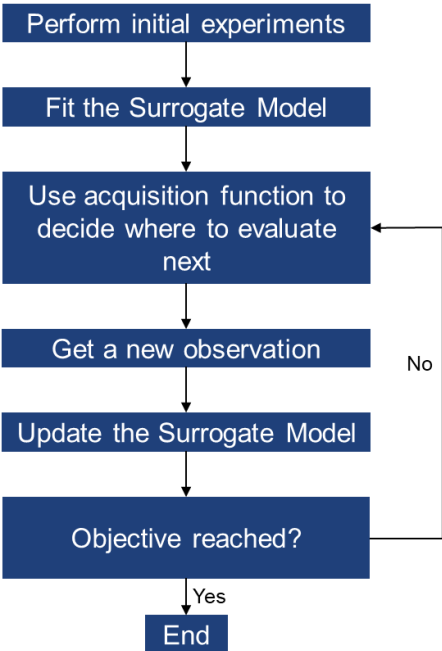 Perform initial experiments
Fit the Surrogate Model
Use acquisition function to
decide where to evaluate
next
Get a new observation
No
Update the Surrogate Model
Objective reached?
Yes
End